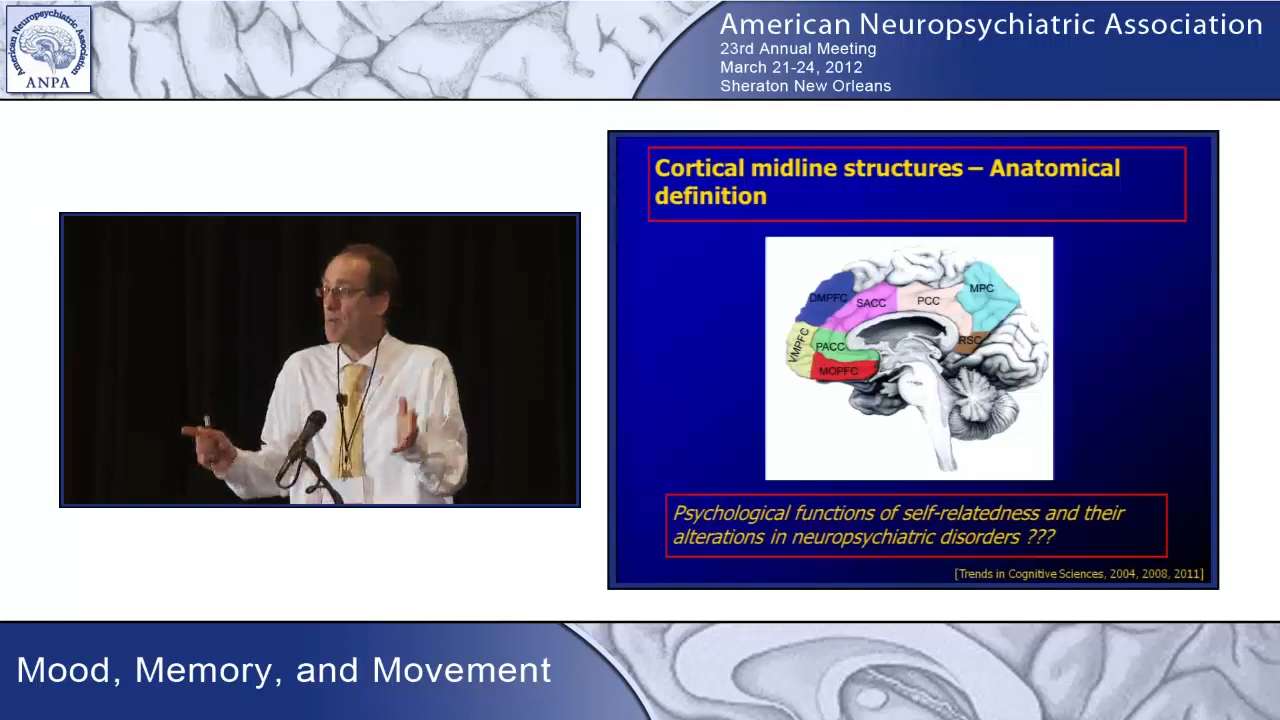 American Neuropsychiatric Association
ANPA
American Neuropsychiatric Association
23rd Annual Meeting
March 21-24, 2012
Sheraton New Orleans
Cortical midline structures – Anatomical
definition
DMPFC
SACC
PCC
MPC
VMPFC
PACC
RSC
MOPFC
Psychological functions of self-relatedness and their
alterations in neuropsychiatric disorders ???
[Trends in Cognitive Sciences, 2004, 2008, 2011]
Mood, Memory, and Movement